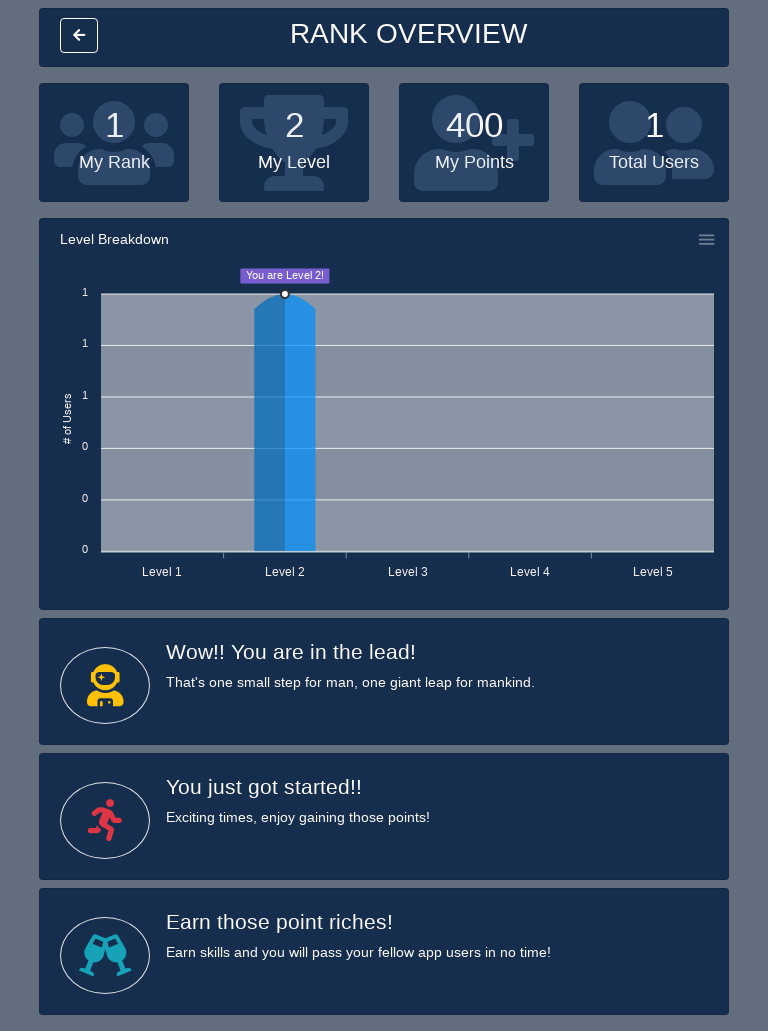 RANK OVERVIEW
1
My Rank
2
My Level
400
My Points
1
Total Users
Level Breakdown
You are Level 2!
1
1
1
0
0
0
# of Users
Level 1
Level 2
Level 3
Level 4
Level 5
Wow!! You are in the lead!
That's one small step for man, one giant leap for mankind.
You just got started!!
Exciting times, enjoy gaining those points!
Earn those point riches!
Earn skills and you will pass your fellow app users in no time!